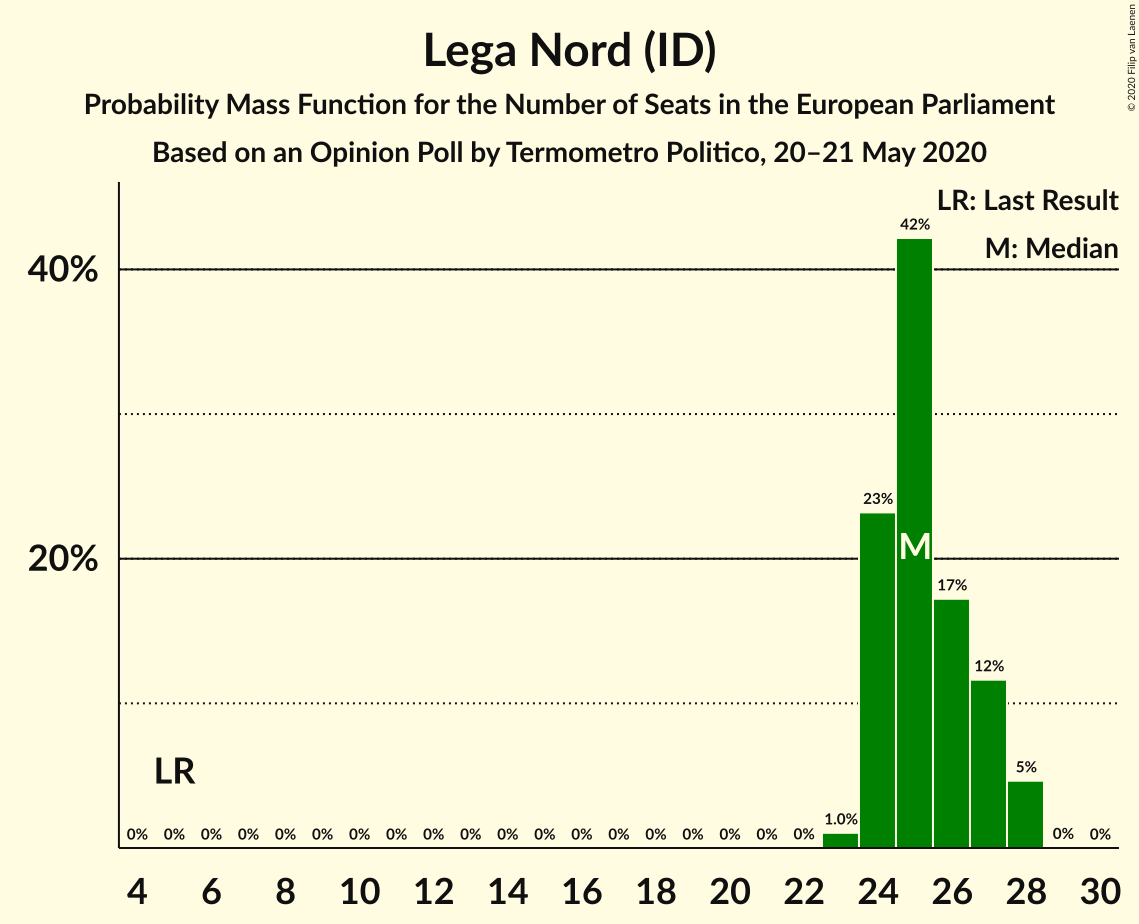 Lega Nord (ID)
Probability Mass Function for the Number of Seats in the European Parliament
Based on an Opinion Poll by Termometro Politico, 20–21 May 2020
© 2020 Filip van Laenen
LR: Last Result
M: Median
42%
40%
23%
20%
M
17%
12%
LR
5%
0% 0% 0% 0% 0% 0% 0% 0% 0% 0% 0% 0% 0% 0% 0% 0% 0% 0% 0% 1.0% 0% 0%
4 6 8 10 12 14 16 18 20 22 24 26 28 30